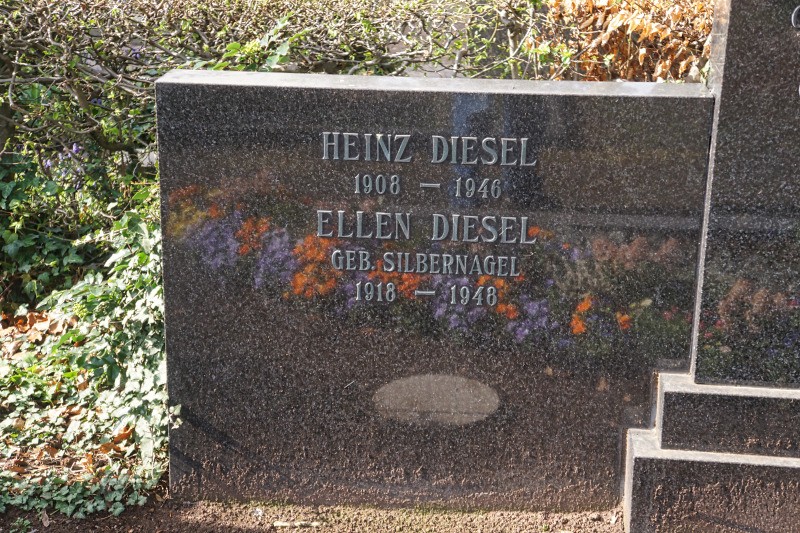 HEINZ DIESEL
1908 — 1946
ELLEN DIESEL
GEB. SILBERNAGEL
1918 — 1948